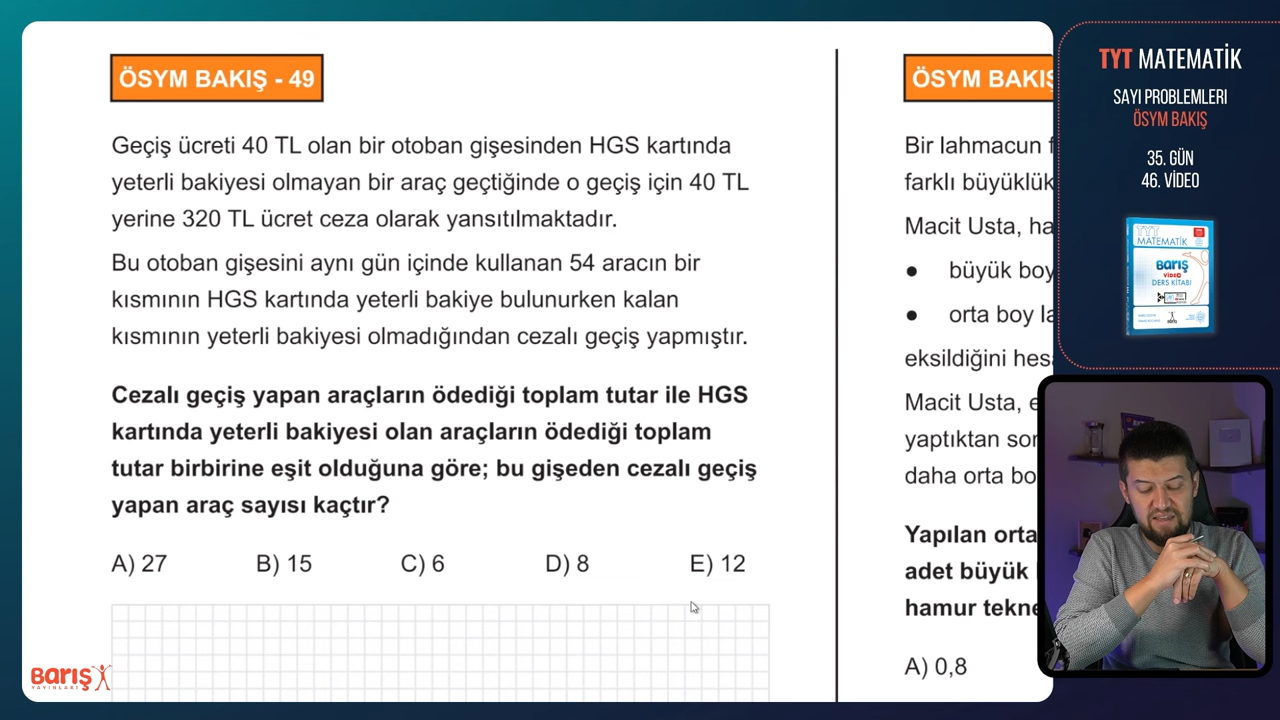 ÖSYM BAKIŞ - 49
Geçiş ücreti 40 TL olan bir otoban gişesinden HGS kartında
yeterli bakiyesi olmayan bir araç geçtiğinde o geçiş için 40 TL
yerine 320 TL ücret ceza olarak yansıtılmaktadır.
Bu otoban gişesini aynı gün içinde kullanan 54 aracın bir
kısmının HGS kartında yeterli bakiye bulunurken kalan
kısmının yeterli bakiyesi olmadığından cezalı geçiş yapmıştır.
Cezalı geçiş yapan araçların ödediği toplam tutar ile HGS
kartında yeterli bakiyesi olan araçların ödediği toplam
tutar birbirine eşit olduğuna göre; bu gişeden cezalı geçiş
yapan araç sayısı kaçtır?
A) 27 B) 15 C) 6 D) 8 E) 12
BARIŞ
YAYINLARI
ÖSYM BAKIŞ
Bir lahmacun
farklı büyüklük
Macit Usta, ha
● büyük boy
● orta boy la
eksildiğini hes
Macit Usta, e
yaptıktan sor
daha orta bo
Yapılan orta
adet büyük
hamur tekne
A) 0,8
TYT MATEMATİK
SAYI PROBLEMLERI
ÖSYM BAKIŞ
35. GÜN
46. VİDEO
TYT
MATEMATİK
BARIŞ
VİDEO
DERS KİTABI